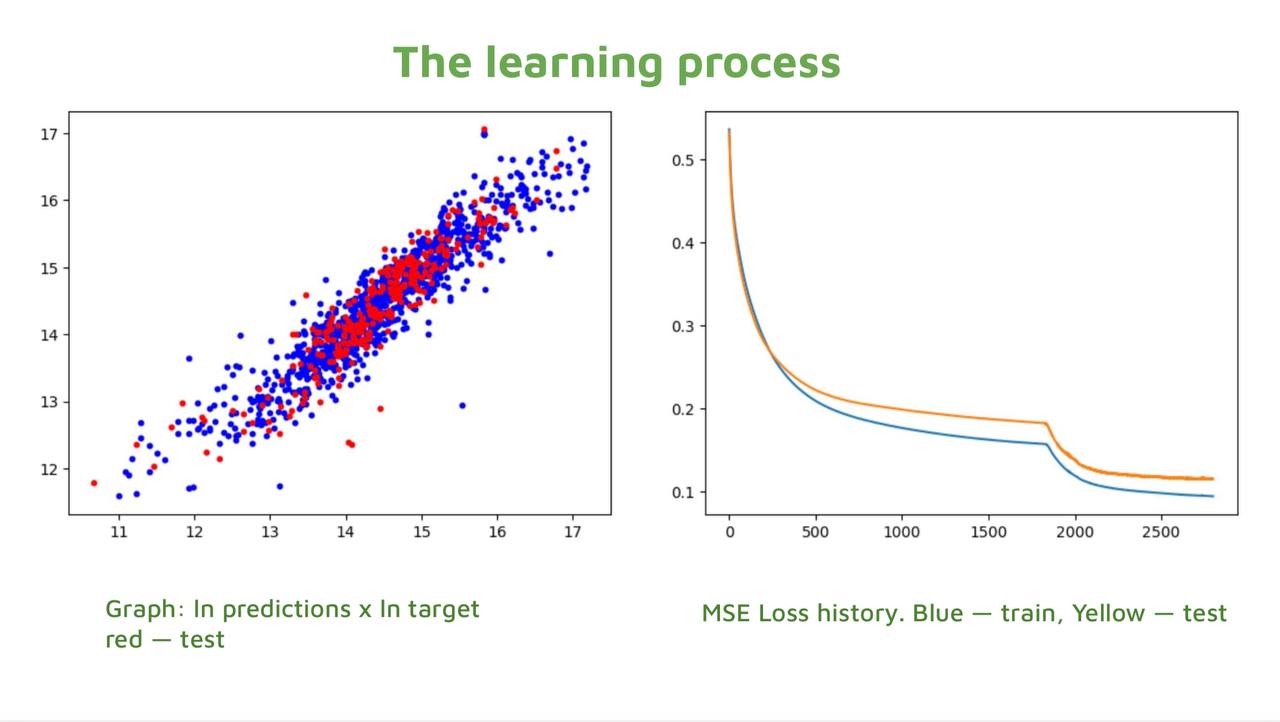 The learning process
17
16
15
14
13
12
11 12 13 14 15 16 17
0.5
0.4
0.3
0.2
0.1
0 500 1000 1500 2000 2500
Graph: ln predictions x ln target
red — test
MSE Loss history. Blue — train, Yellow — test